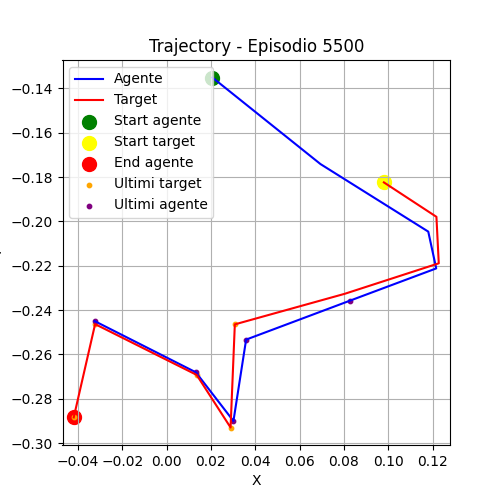 Trajectory - Episodio 5500
Agente
Target
Start agente
Start target
End agente
Ultimi target
Ultimi agente
−0.14
−0.16
−0.18
−0.20
−0.22
−0.24
−0.26
−0.28
−0.30
−0.04 −0.02 0.00 0.02 0.04 0.06 0.08 0.10 0.12
X